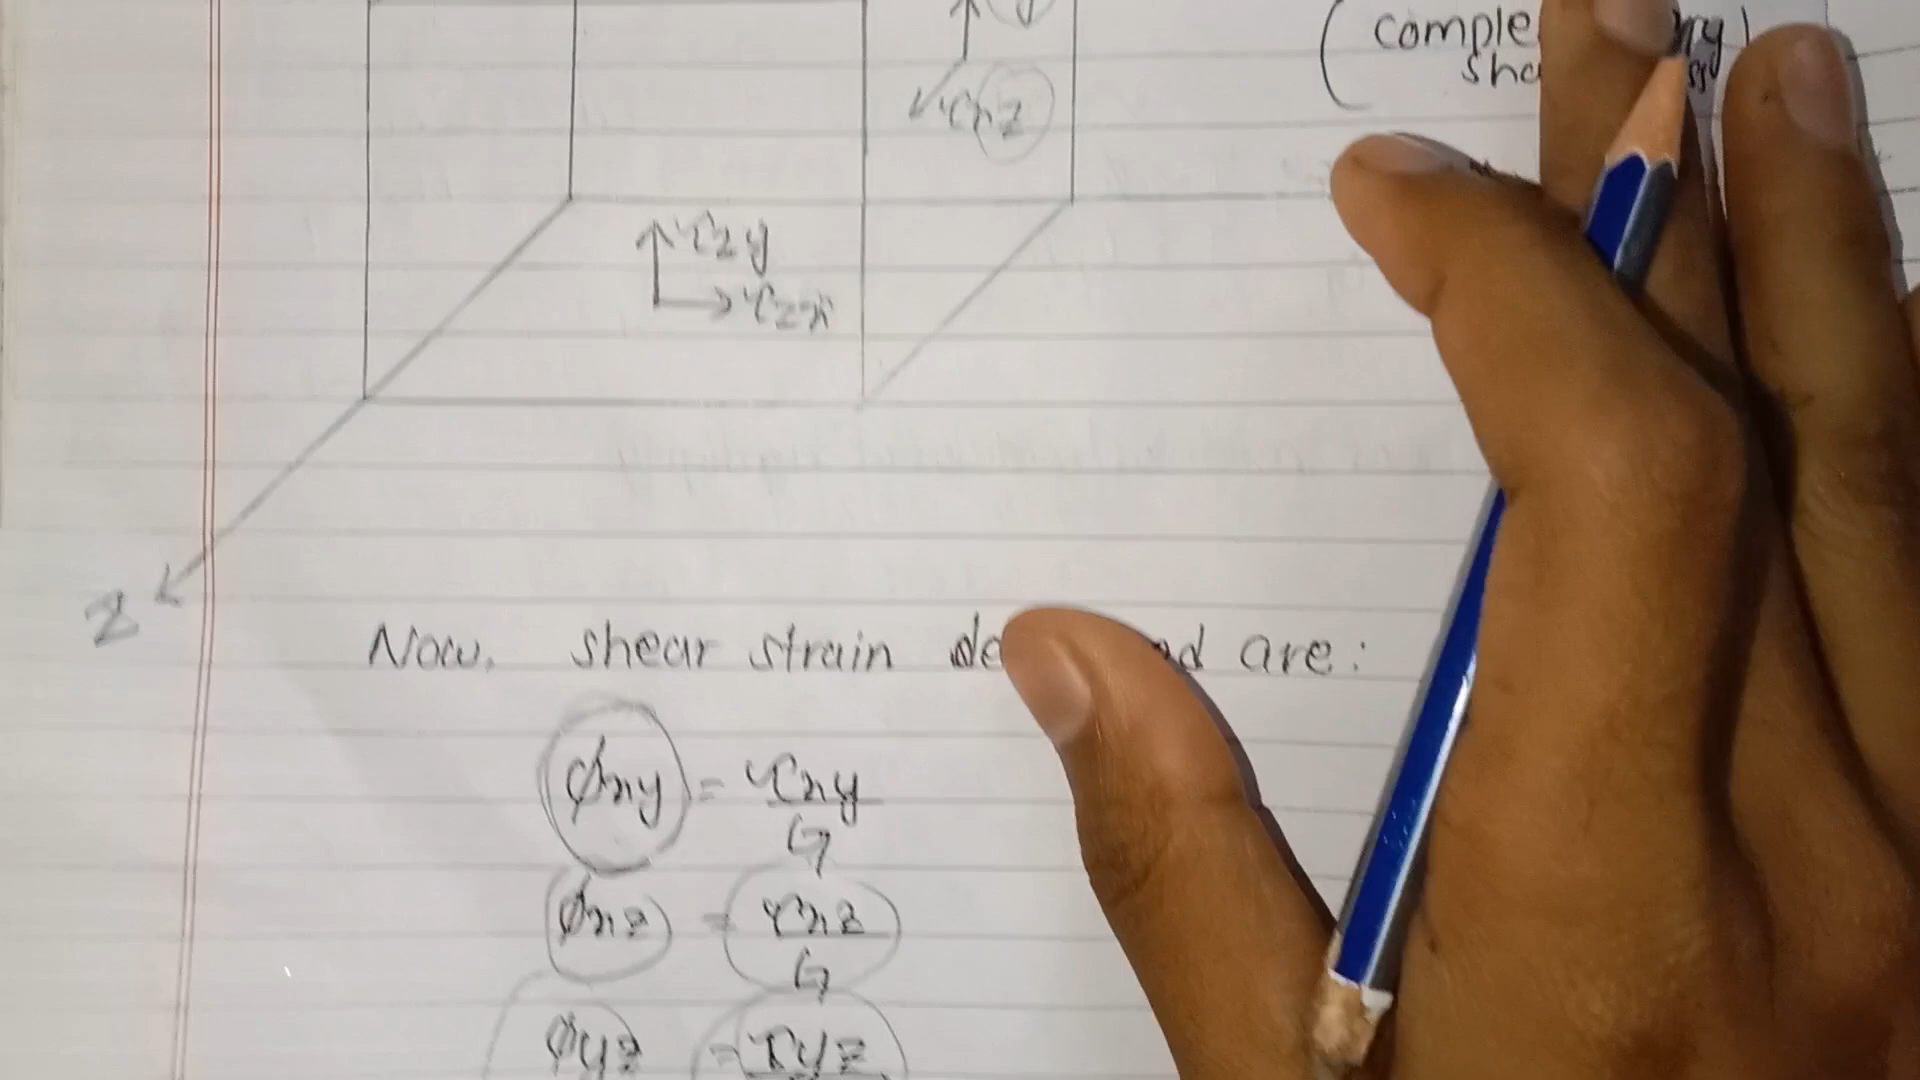 (comple
τxz
τzy
τzx
z
Now, shear strain are:
ϕxy = τxy
G
ϕxz = τxz
G
ϕyz = τyz